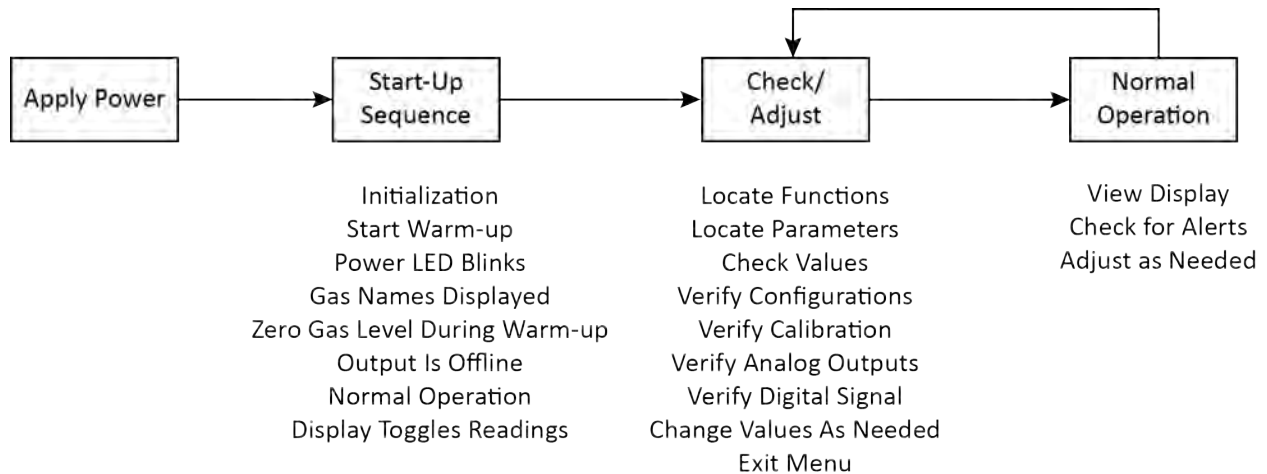 Apply Power
Start-Up
Sequence
Check/
Adjust
Normal
Operation
Initialization
Start Warm-up
Power LED Blinks
Gas Names Displayed
Zero Gas Level During Warm-up
Output Is Offline
Normal Operation
Display Toggles Readings
Locate Functions
Locate Parameters
Check Values
Verify Configurations
Verify Calibration
Verify Analog Outputs
Verify Digital Signal
Change Values As Needed
Exit Menu
View Display
Check for Alerts
Adjust as Needed